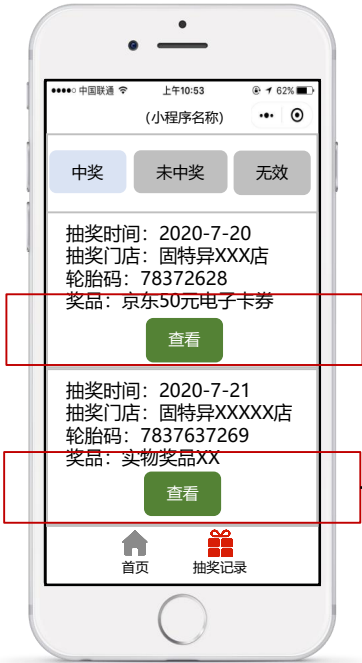 中国联通 上午10:53 62%
(小程序名称)
中奖 未中奖 无效
抽奖时间：2020-7-20
抽奖门店：固特异XXX店
轮胎码：78372628
奖品：京东50元电子卡券
查看
抽奖时间：2020-7-21
抽奖门店：固特异XXXXX店
轮胎码：7837637269
奖品：实物奖品XX
查看
首页 抽奖记录